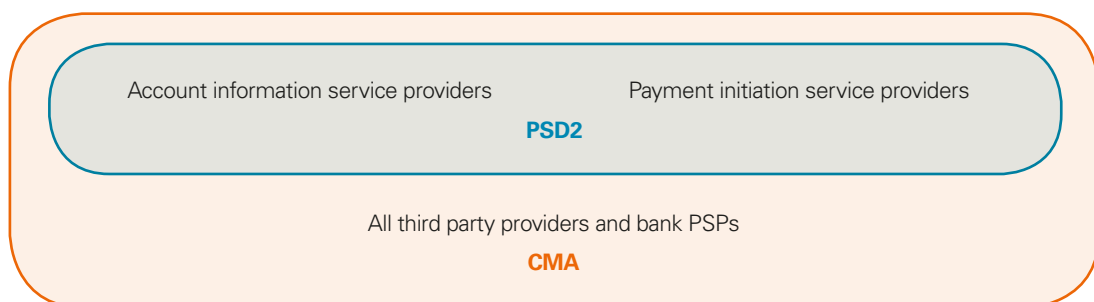 Account information service providers
Payment initiation service providers
PSD2
All third party providers and bank PSPs
CMA